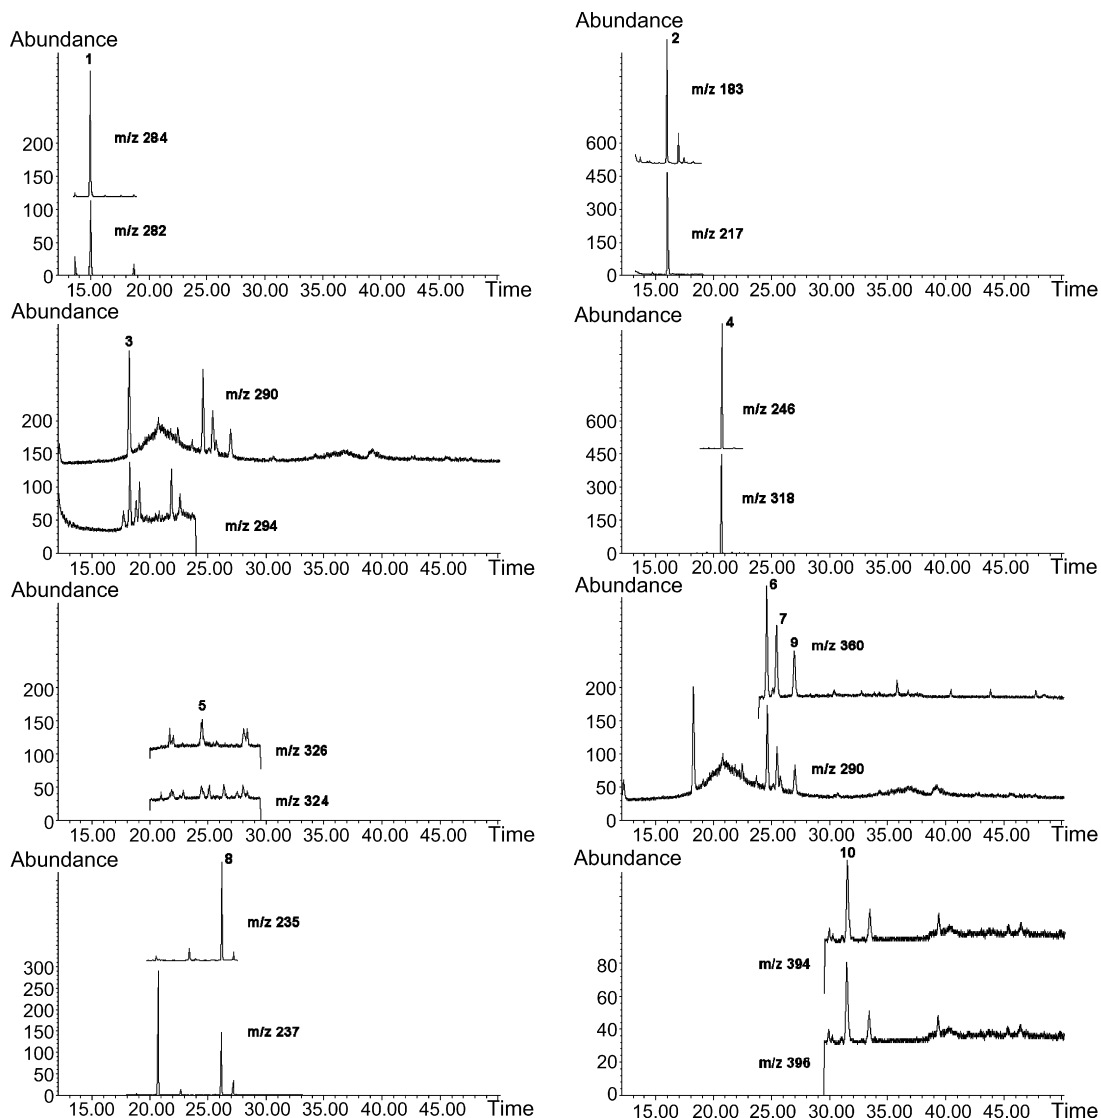 Abundance
1
m/z 284
200
150
100
m/z 282
50
0
15.00 20.00 25.00 30.00 35.00 40.00 45.00 Time
Abundance
2
m/z 183
600
450
300
m/z 217
150
0
15.00 20.00 25.00 30.00 35.00 40.00 45.00 Time
Abundance
3
m/z 290
200
150
100
50
m/z 294
0
15.00 20.00 25.00 30.00 35.00 40.00 45.00 Time
Abundance
4
m/z 246
600
450
300
m/z 318
150
0
15.00 20.00 25.00 30.00 35.00 40.00 45.00 Time
Abundance
200
5
150
m/z 326
100
50
m/z 324
0
15.00 20.00 25.00 30.00 35.00 40.00 45.00 Time
Abundance
6
7
9
m/z 360
200
150
100
m/z 290
50
0
15.00 20.00 25.00 30.00 35.00 40.00 45.00 Time
Abundance
8
m/z 235
300
250
200
150
m/z 237
100
50
0
15.00 20.00 25.00 30.00 35.00 40.00 45.00 Time
Abundance
10
m/z 394
80
60
40
m/z 396
20
0
15.00 20.00 25.00 30.00 35.00 40.00 45.00 Time